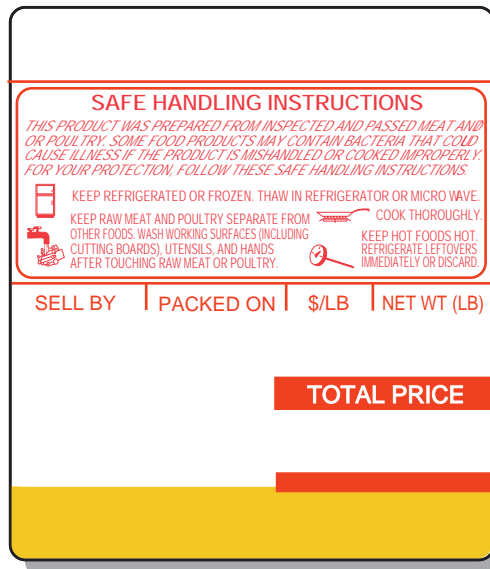 SAFE HANDLING INSTRUCTIONS
THIS PRODUCT WAS PREPARED FROM INSPECTED AND PASSED MEAT AND
OR POULTRY. SOME FOOD PRODUCTS MAY CONTAIN BACTERIA THAT COULD
CAUSE ILLNESS IF THE PRODUCT IS MISHANDLED OR COOKED IMPROPERLY.
FOR YOUR PROTECTION, FOLLOW THESE SAFE HANDLING INSTRUCTIONS
KEEP REFRIGERATED OR FROZEN. THAW IN REFRIGERATOR OR MICRO WAVE.
KEEP RAW MEAT AND POULTRY SEPARATE FROM
OTHER FOODS. WASH WORKING SURFACES (INCLUDING
CUTTING BOARDS), UTENSILS, AND HANDS
AFTER TOUCHING RAW MEAT OR POULTRY.
COOK THOROUGHLY.
KEEP HOT FOODS HOT.
REFRIGERATE LEFTOVERS
IMMEDIATELY OR DISCARD.
SELL BY PACKED ON $/LB NET WT (LB)
TOTAL PRICE